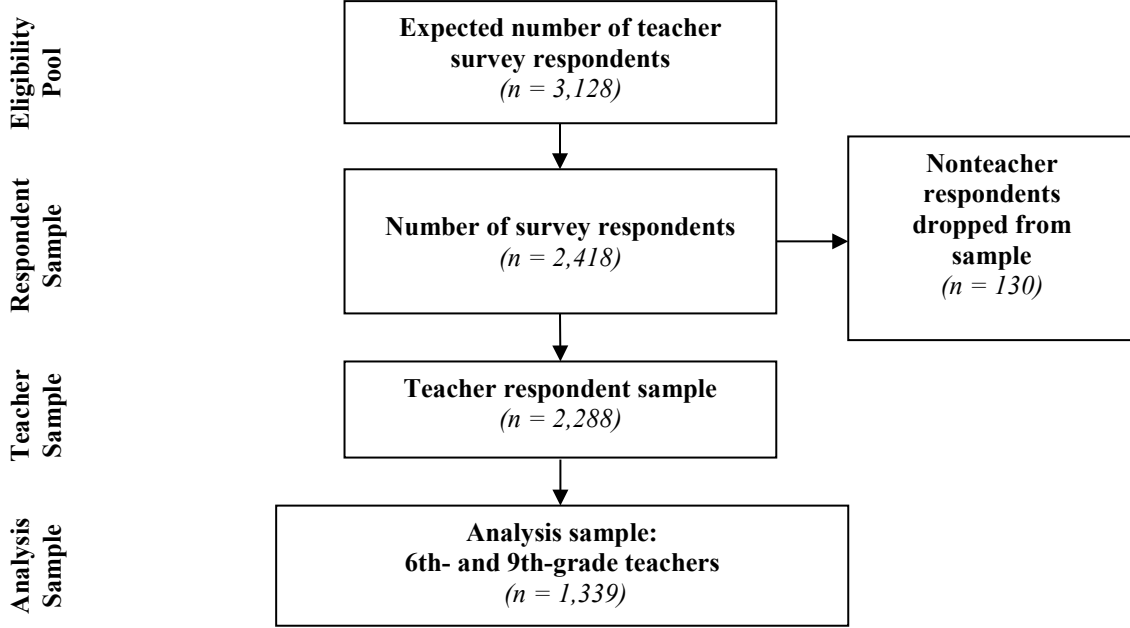 Eligibility
Pool
Expected number of teacher
survey respondents
(n = 3,128)
Respondent
Sample
Number of survey respondents
(n = 2,418)
Nonteacher
respondents
dropped from
sample
(n = 130)
Teacher
Sample
Teacher respondent sample
(n = 2,288)
Analysis
Sample
Analysis sample:
6th- and 9th-grade teachers
(n = 1,339)